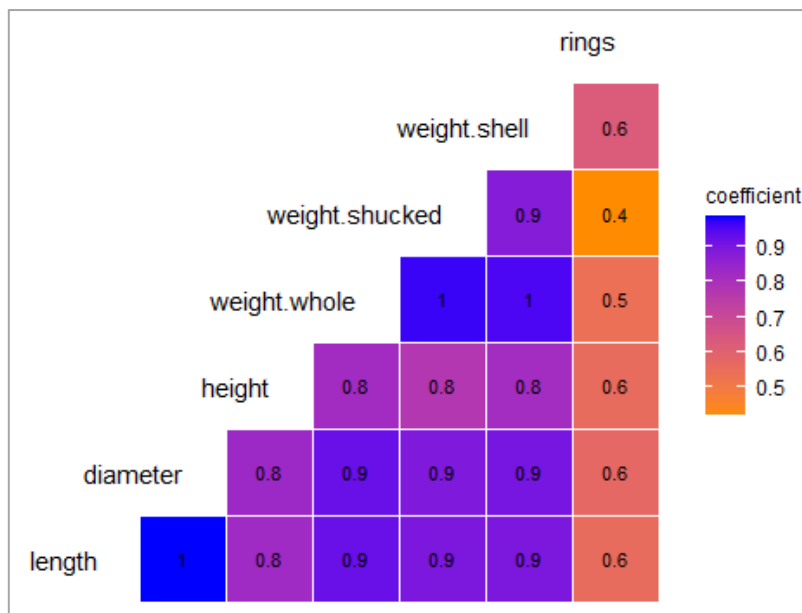 rings
weight.shell 0.6
weight.shucked 0.9 0.4
weight.whole 1 1 0.5
height 0.8 0.8 0.8 0.6
diameter 0.8 0.9 0.9 0.9 0.6
length 1 0.8 0.9 0.9 0.9 0.6
coefficient
0.9
0.8
0.7
0.6
0.5